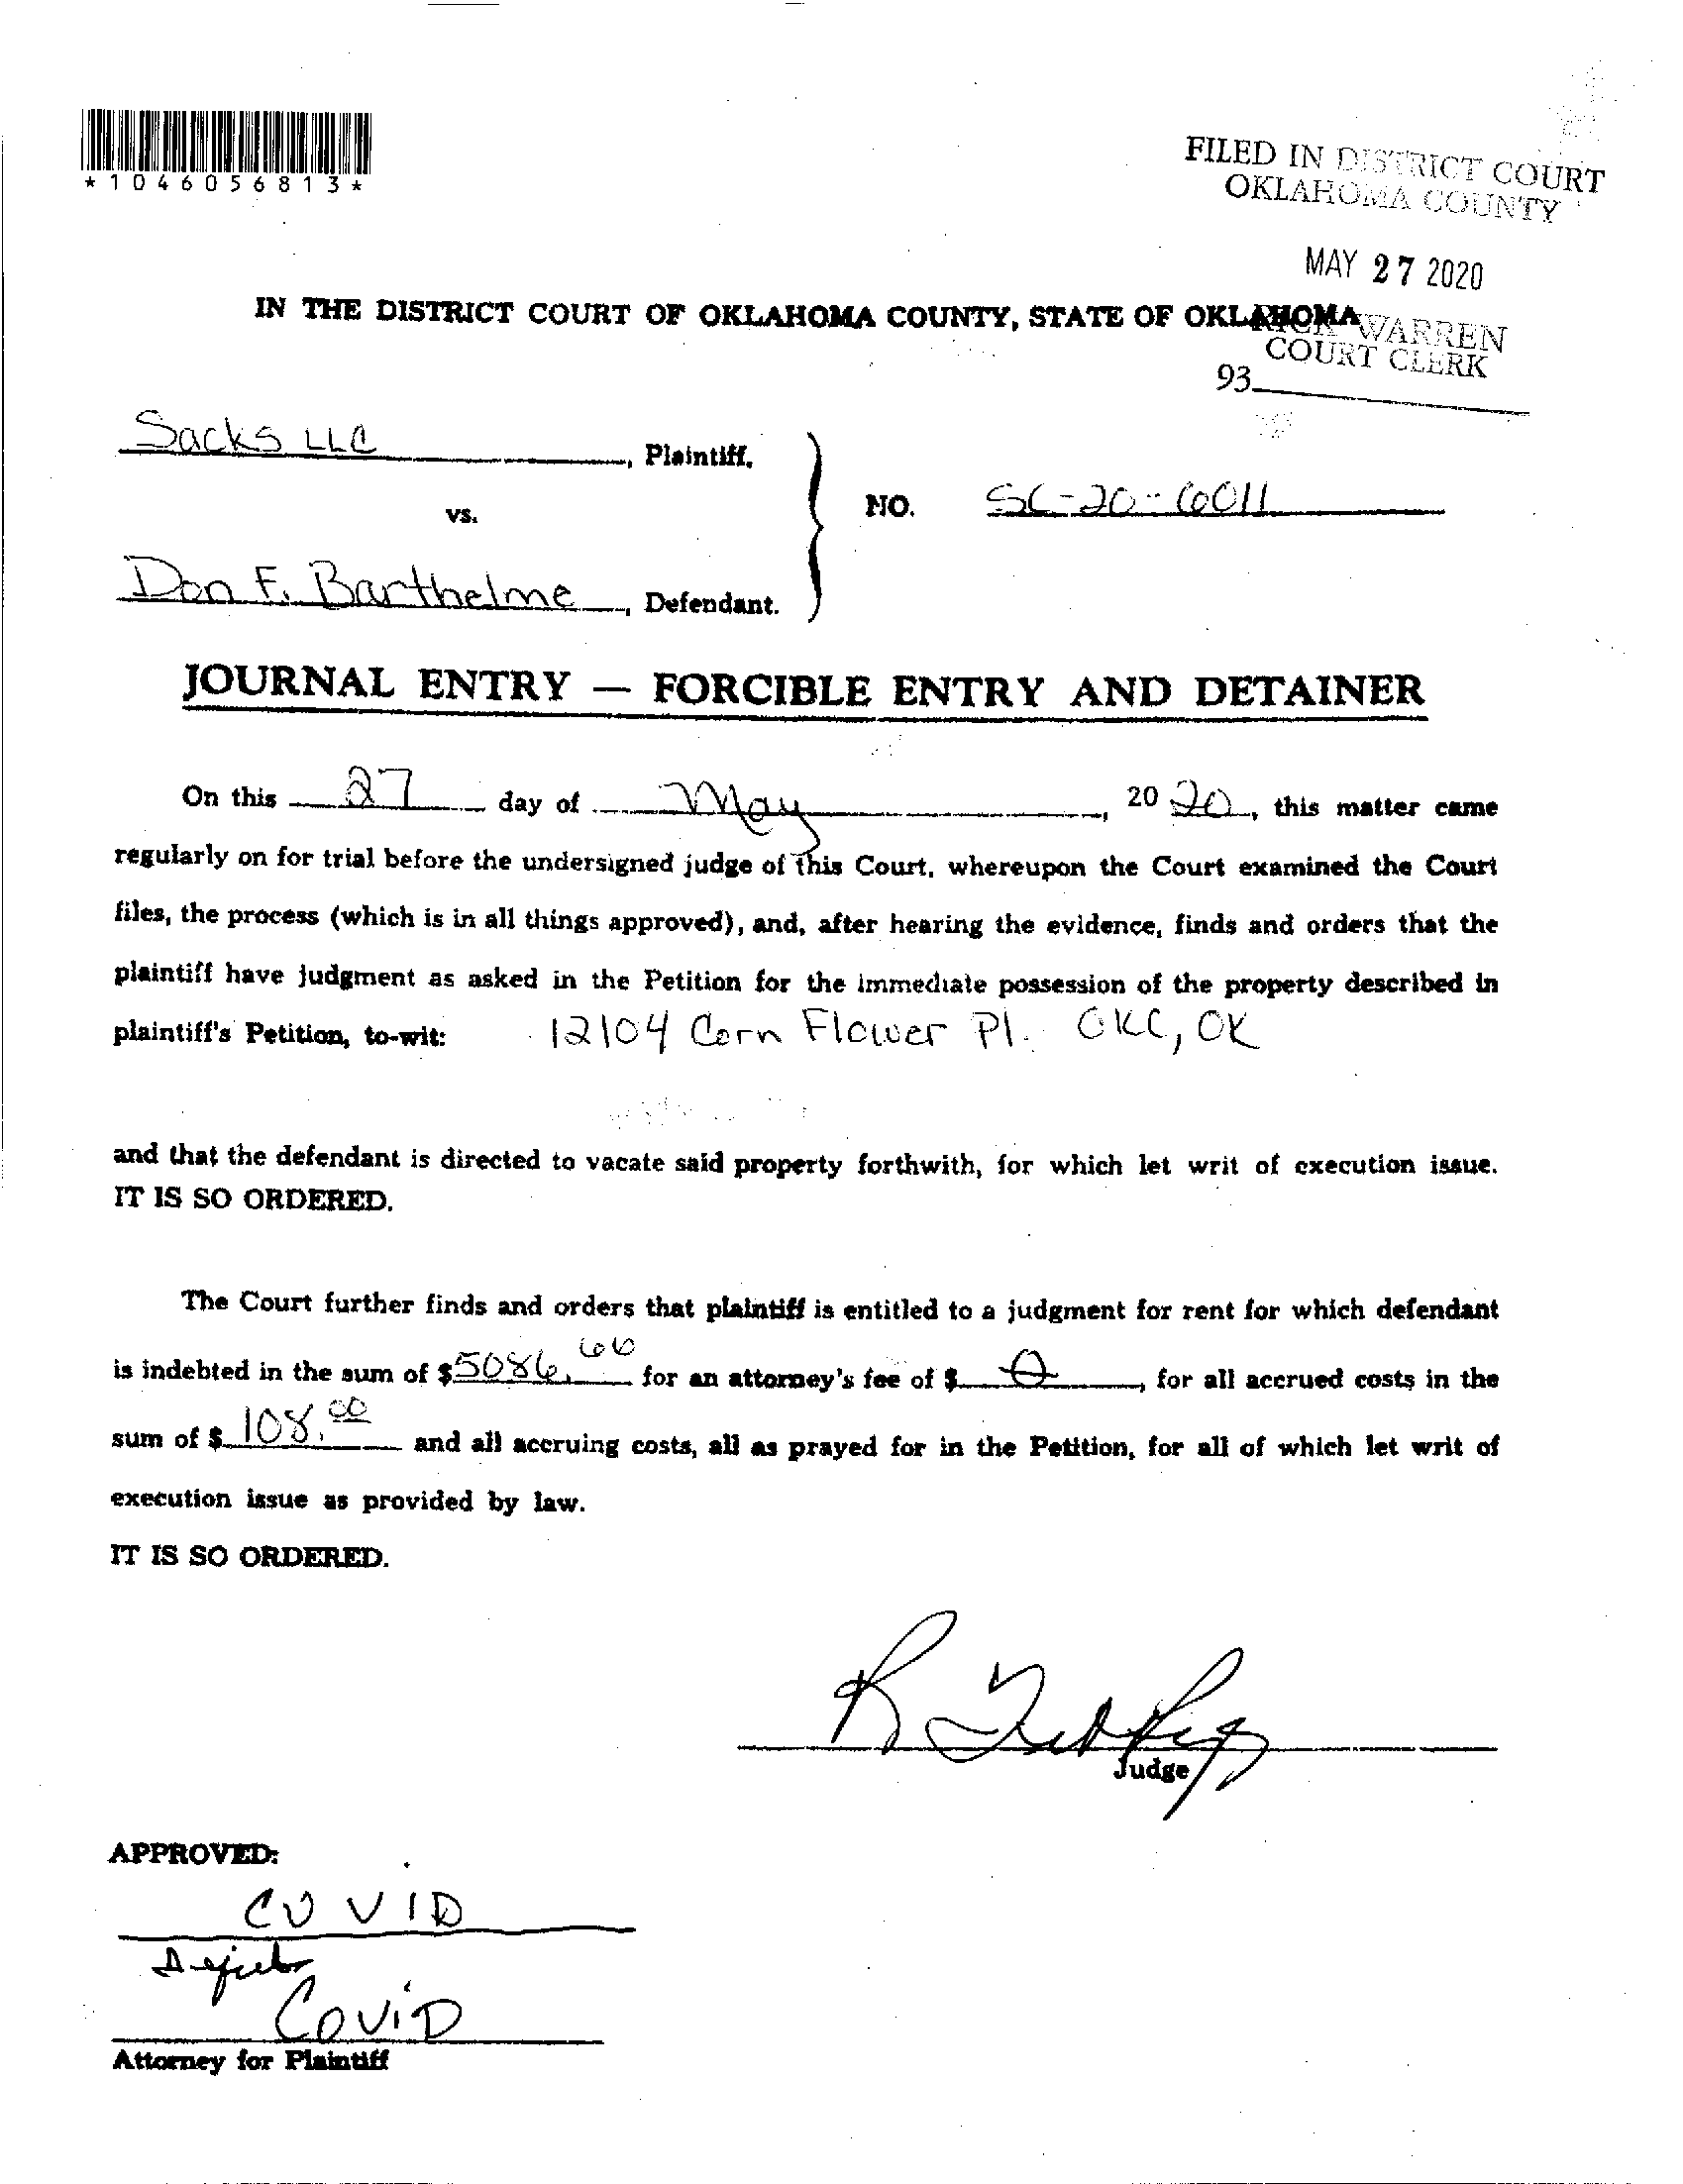 *1046056813*
FILED IN DISTRICT COURT
OKLAHOMA COUNTY
MAY 27 2020
IN THE DISTRICT COURT OF OKLAHOMA COUNTY, STATE OF OKLAHOMA
RICK WARREN
COURT CLERK
93
Sacks LLC, Plaintiff,
vs.
NO. SC-20-6011
Don F. Barthelme, Defendant.
JOURNAL ENTRY — FORCIBLE ENTRY AND DETAINER
On this 27 day of May, 20 20, this matter came
regularly on for trial before the undersigned judge of this Court, whereupon the Court examined the Court
files, the process (which is in all things approved), and, after hearing the evidence, finds and orders that the
plaintiff have judgment as asked in the Petition for the immediate possession of the property described in
plaintiff's Petition, to-wit: 12104 Corn Flower Pl. OKC, OK
and that the defendant is directed to vacate said property forthwith, for which let writ of execution issue.
IT IS SO ORDERED.
The Court further finds and orders that plaintiff is entitled to a judgment for rent for which defendant
is indebted in the sum of $5086.66 for an attorney's fee of $ 0, for all accrued costs in the
sum of $ 108.00 and all accruing costs, all as prayed for in the Petition, for all of which let writ of
execution issue as provided by law.
IT IS SO ORDERED.
Judge
APPROVED:
COVID
COVID
Attorney for Plaintiff